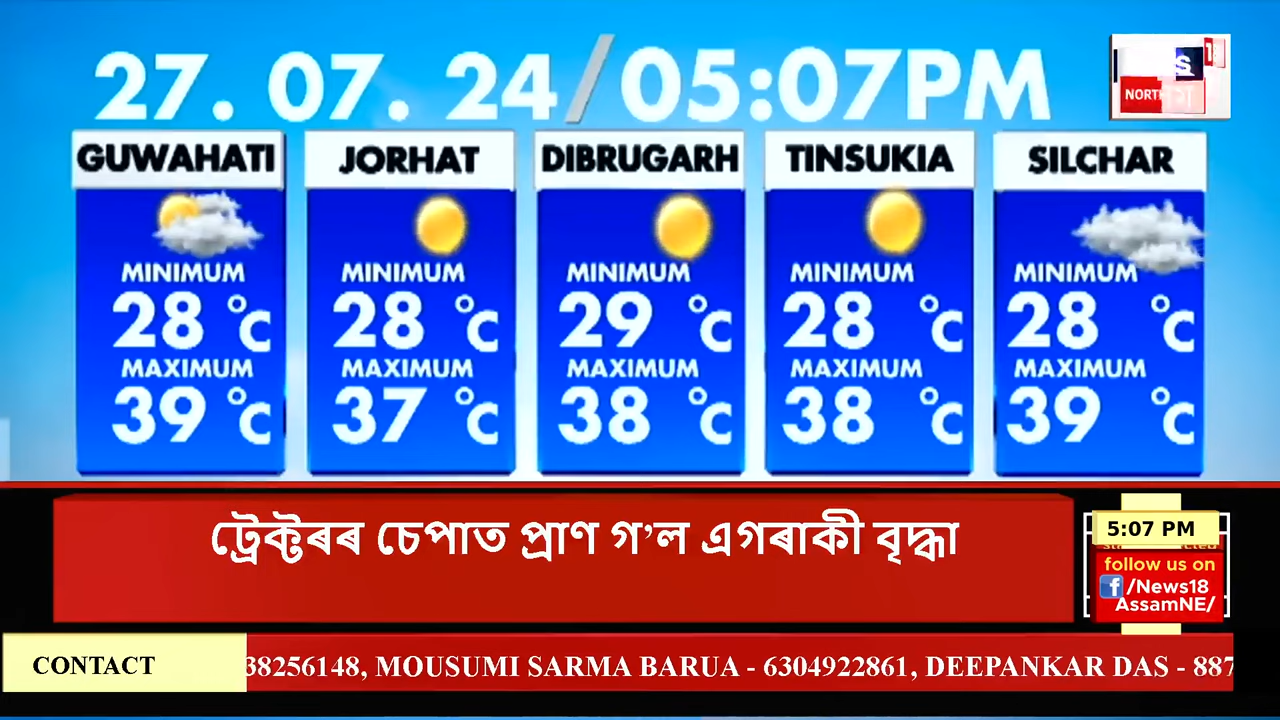 27. 07. 24/05:07PM
NORTH
GUWAHATI JORHAT DIBRUGARH TINSUKIA SILCHAR
MINIMUM MINIMUM MINIMUM MINIMUM MINIMUM
28 °C 28 °C 29 °C 28 °C 28 °C
MAXIMUM MAXIMUM MAXIMUM MAXIMUM MAXIMUM
39 °C 37 °C 38 °C 38 °C 39 °C
ট্ৰেক্টৰৰ চেপাত প্ৰাণ গ’ল এগৰাকী বৃদ্ধা
5:07 PM
follow us on
f/News18
AssamNE/
CONTACT 38256148, MOUSUMI SARMA BARUA - 6304922861, DEEPANKAR DAS - 887